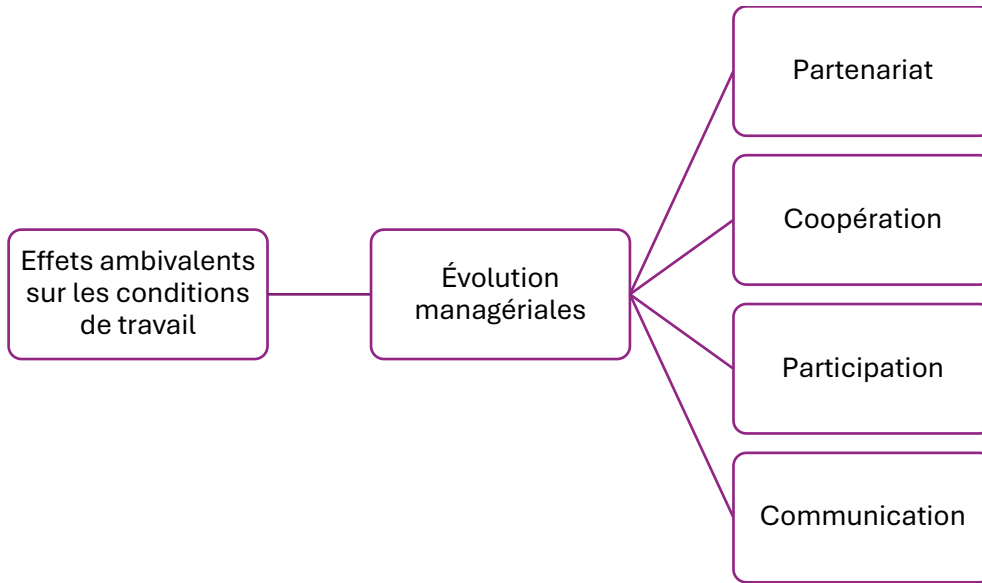 Effets ambivalents
sur les conditions
de travail
Évolution
managériales
Partenariat
Coopération
Participation
Communication